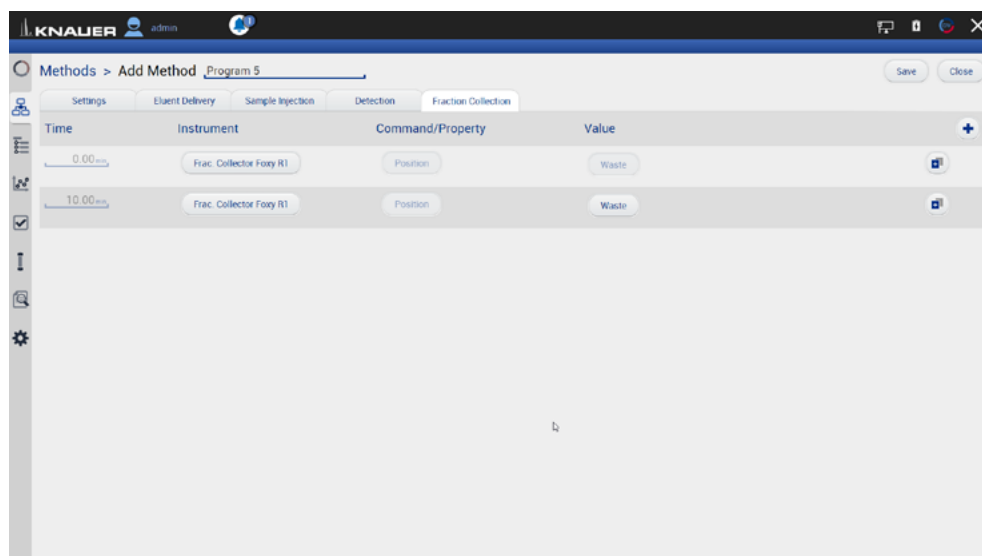 KNAUER admin
Methods > Add Method Program 5 Save Close
Settings Eluent Delivery Sample Injection Detection Fraction Collection
Time Instrument Command/Property Value
0.00 min Frac. Collector Foxy R1 Position Waste
10.00 min Frac. Collector Foxy R1 Position Waste